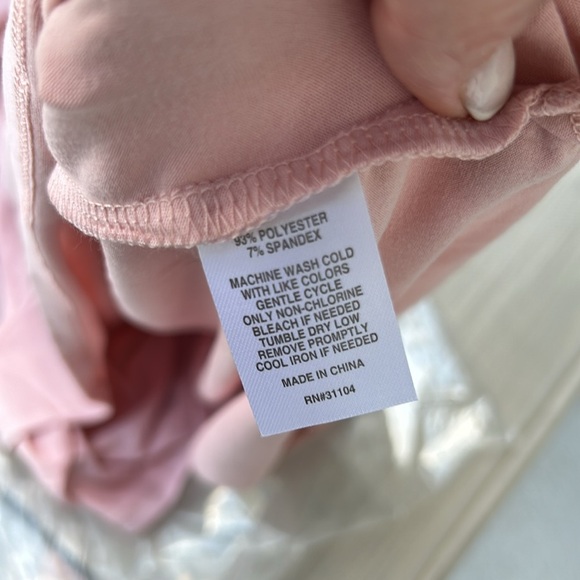 93% POLYESTER
7% SPANDEX
MACHINE WASH COLD
WITH LIKE COLORS
GENTLE CYCLE
ONLY NON-CHLORINE
BLEACH IF NEEDED
TUMBLE DRY LOW
REMOVE PROMPTLY
COOL IRON IF NEEDED
MADE IN CHINA
RN#31104